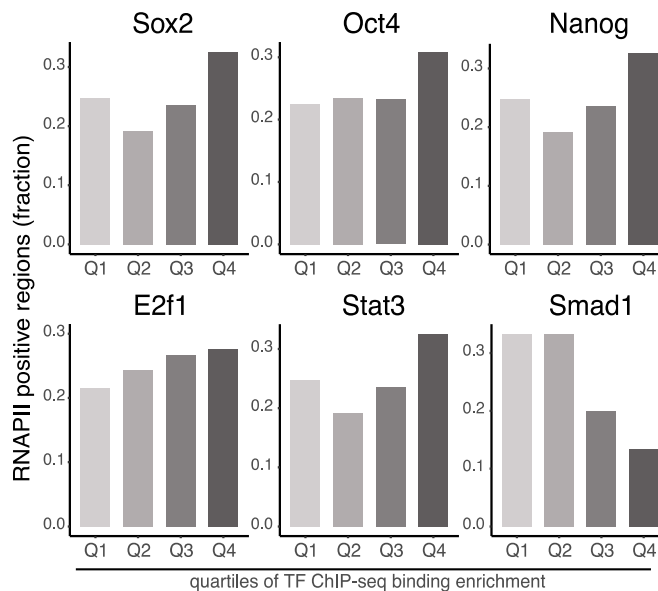 Sox2 Oct4 Nanog
RNAPII positive regions (fraction)
0.3 0.3 0.3
0.2 0.2 0.2
0.1 0.1 0.1
0.0 0.0 0.0
Q1 Q2 Q3 Q4 Q1 Q2 Q3 Q4 Q1 Q2 Q3 Q4
E2f1 Stat3 Smad1
0.3 0.3 0.3
0.2 0.2 0.2
0.1 0.1 0.1
0.0 0.0 0.0
Q1 Q2 Q3 Q4 Q1 Q2 Q3 Q4 Q1 Q2 Q3 Q4
quartiles of TF ChIP-seq binding enrichment